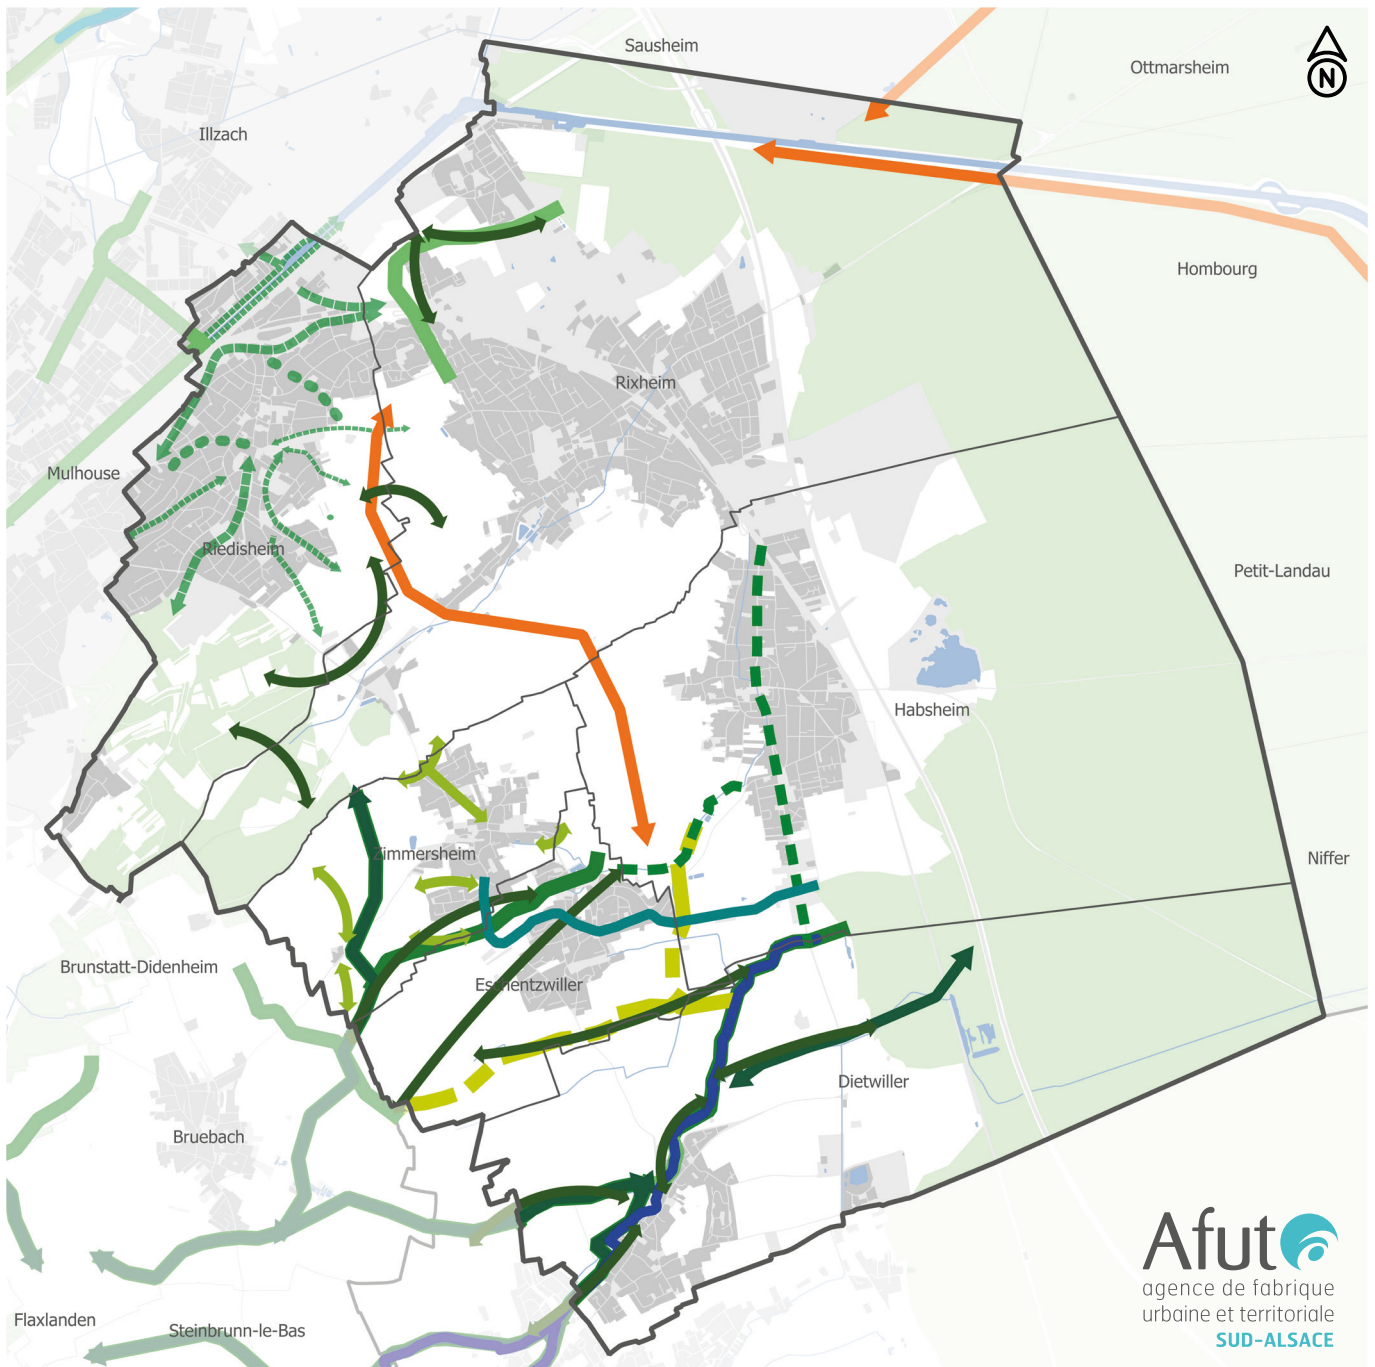 Sausheim
Ottmarsheim
N
Illzach
Hombourg
Rixheim
Mulhouse
Riedisheim
Petit-Landau
Habsheim
Zimmersheim
Niffer
Brunstatt-Didenheim
Eschentzwiller
Dietwiller
Bruebach
Flaxlanden
Steinbrunn-le-Bas
Afut
agence de fabrique
urbaine et territoriale
SUD-ALSACE